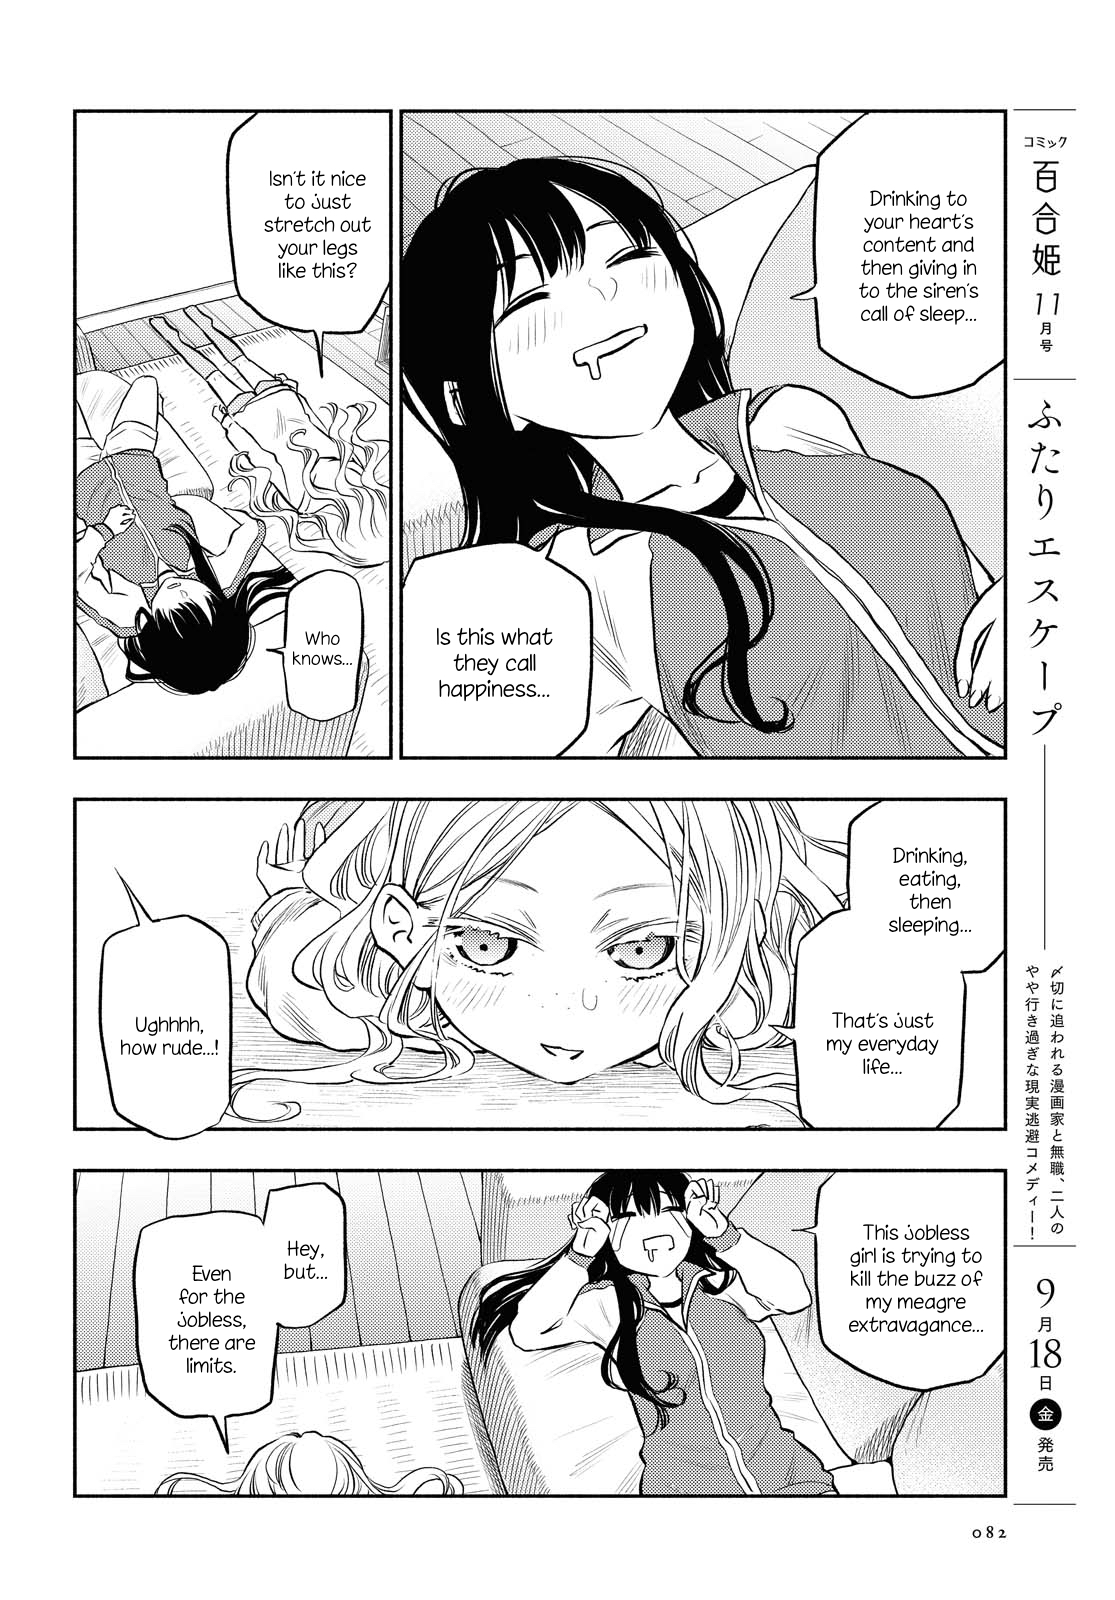 Drinking to
your heart's
content and
then giving in
to the siren's
call of sleep...
Is this what
they call
happiness...
Isn't it nice
to just
stretch out
your legs
like this?
Who
knows...
Drinking,
eating,
then
sleeping...
That's just
my everyday
life...
Ughhhh,
how rude...!
This jobless
girl is trying to
kill the buzz of
my meagre
extravagance...
Hey,
but...
Even
for the
jobless,
there are
limits.
コミック
百合姫
11
月号
ふたりエスケープ
〆切に追われる漫画家と無職、二人の
やや行き過ぎな現実逃避コメディー!
9月18日金発売
082